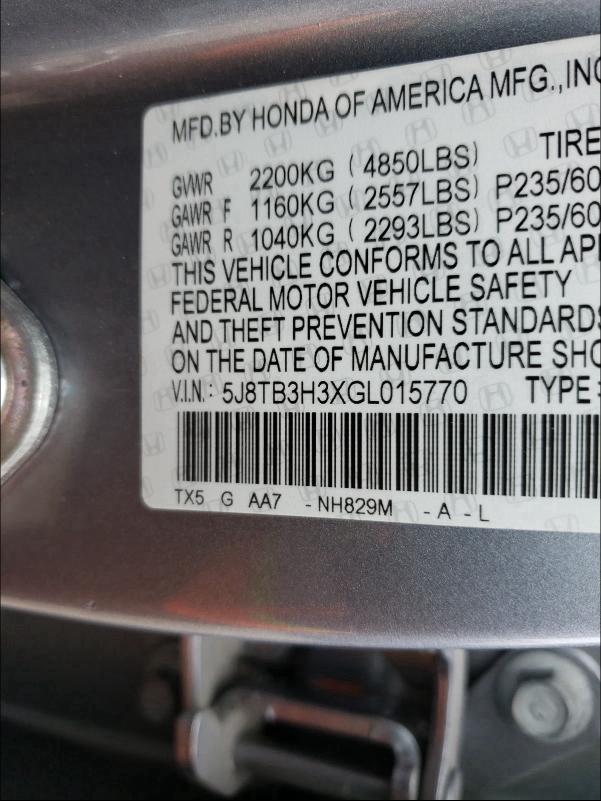 MFD.BY HONDA OF AMERICA MFG.,INC
GVWR 2200KG ( 4850LBS) TIRE
GAWR F 1160KG ( 2557LBS) P235/60
GAWR R 1040KG ( 2293LBS) P235/60
THIS VEHICLE CONFORMS TO ALL APP
FEDERAL MOTOR VEHICLE SAFETY
AND THEFT PREVENTION STANDARDS
ON THE DATE OF MANUFACTURE SHO
V.I.N.: 5J8TB3H3XGL015770 TYPE:
TX5 G AA7 -NH829M -A -L